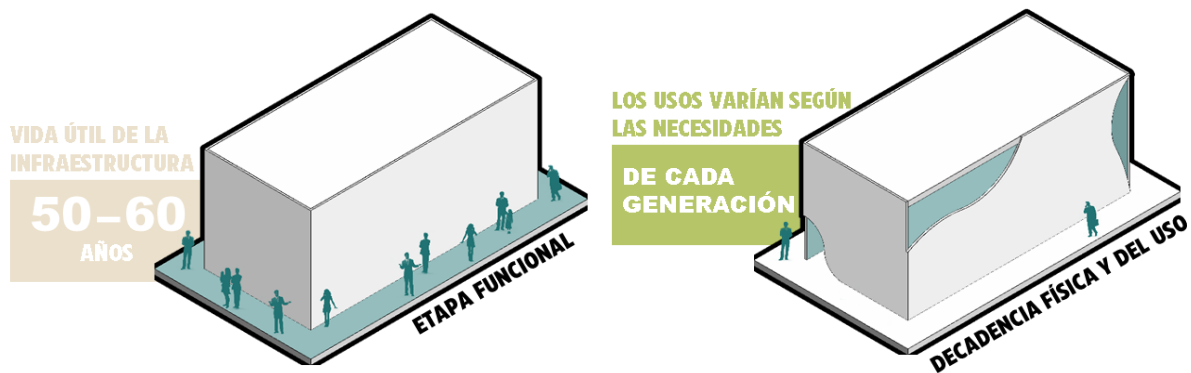 VIDA ÚTIL DE LA
INFRAESTRUCTURA
50–60
AÑOS
ETAPA FUNCIONAL
LOS USOS VARÍAN SEGÚN
LAS NECESIDADES
DE CADA
GENERACIÓN
DECADENCIA FÍSICA Y DEL USO